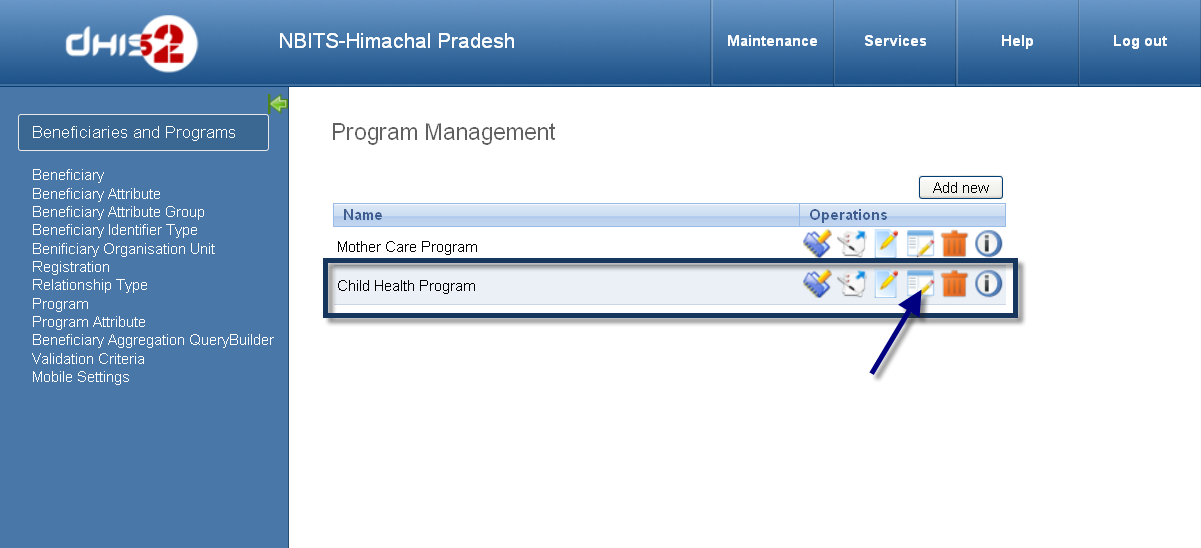 dHIS2
NBITS-Himachal Pradesh
Maintenance
Services
Help
Log out
Beneficiaries and Programs
Beneficiary
Beneficiary Attribute
Beneficiary Attribute Group
Beneficiary Identifier Type
Benificiary Organisation Unit
Registration
Relationship Type
Program
Program Attribute
Beneficiary Aggregation QueryBuilder
Validation Criteria
Mobile Settings
Program Management
Add new
Name Operations
Mother Care Program
Child Health Program